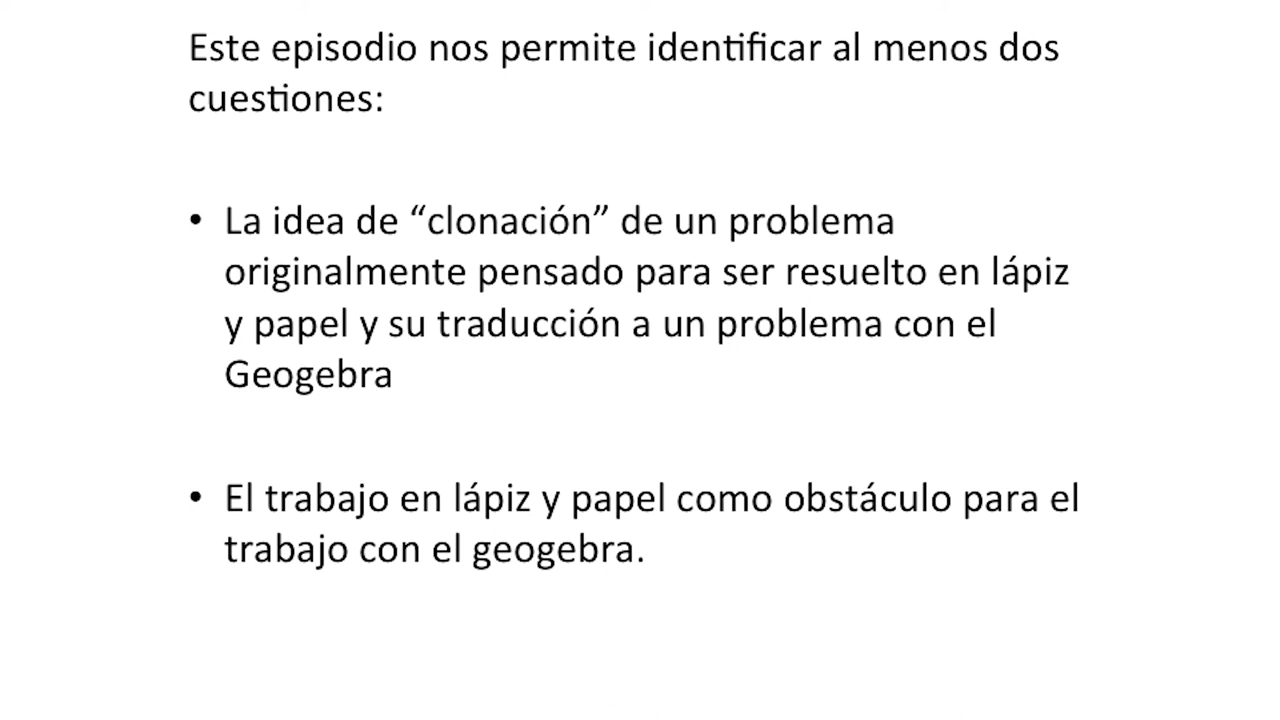 Este episodio nos permite identificar al menos dos
cuestiones:
• La idea de “clonación” de un problema
originalmente pensado para ser resuelto en lápiz
y papel y su traducción a un problema con el
Geogebra
• El trabajo en lápiz y papel como obstáculo para el
trabajo con el geogebra.